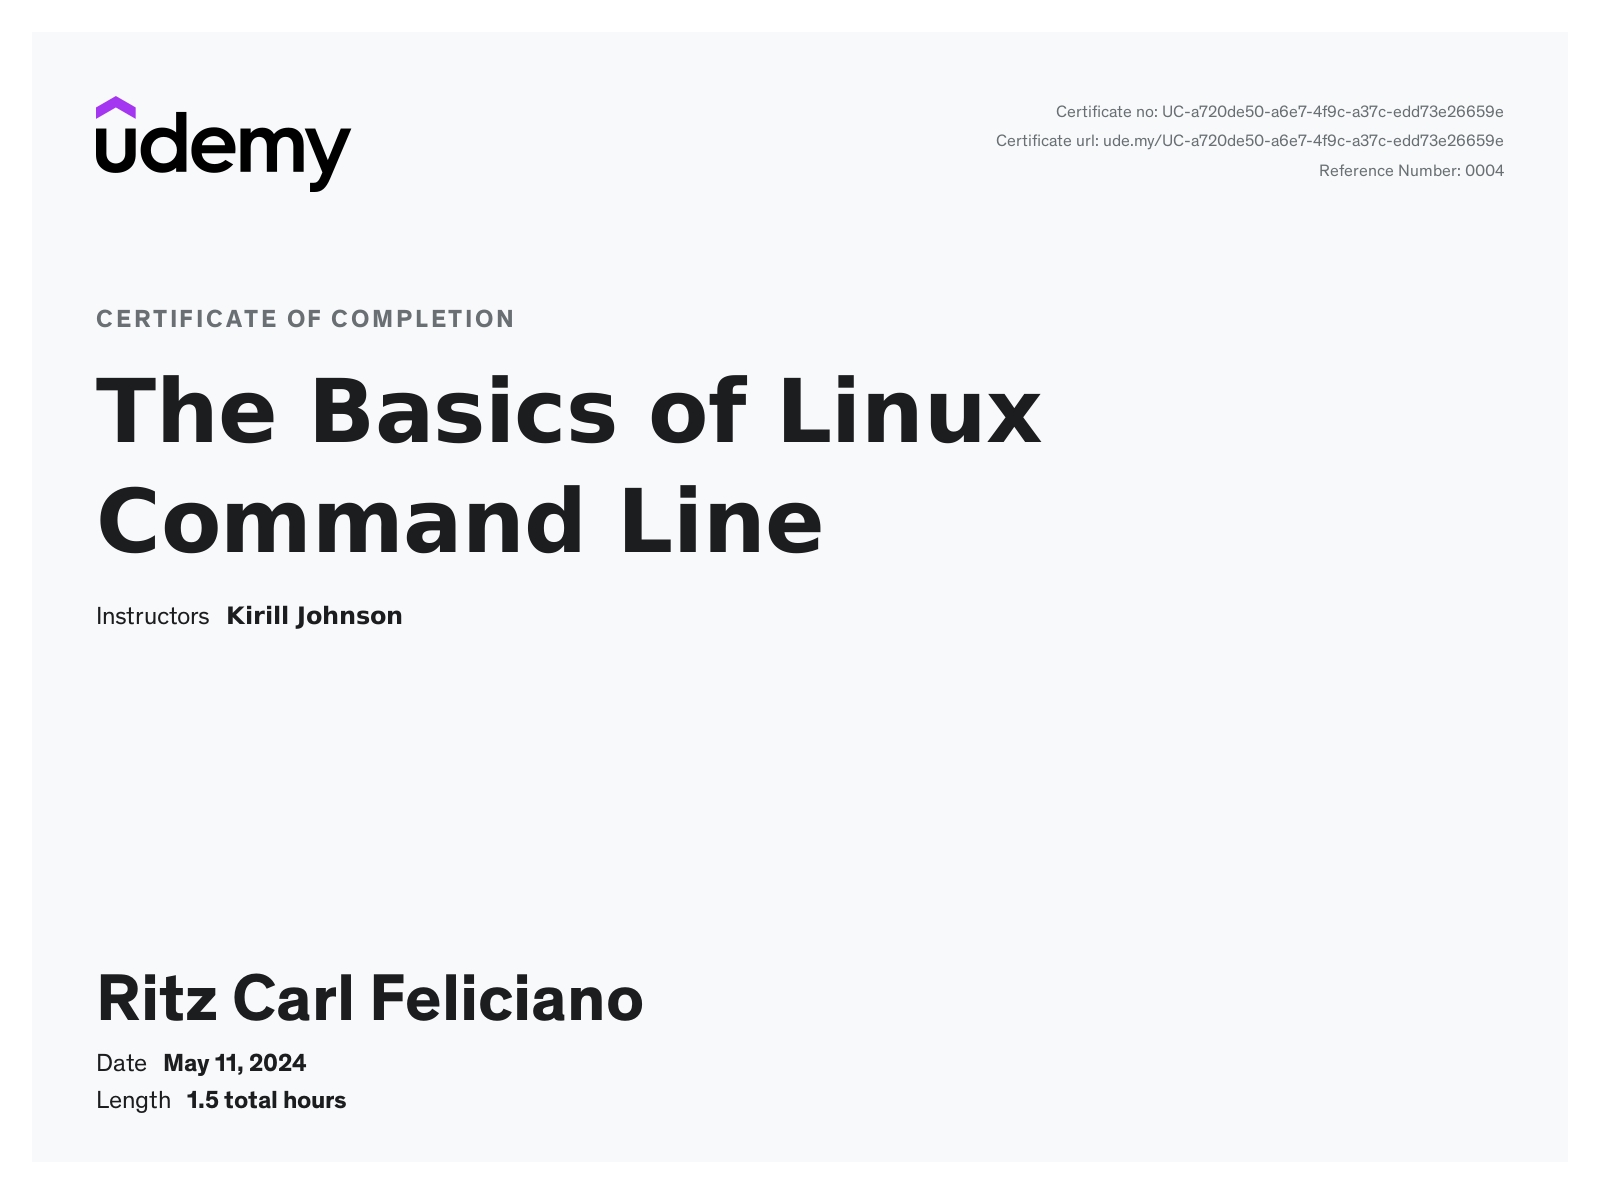 udemy
Certificate no: UC-a720de50-a6e7-4f9c-a37c-edd73e26659e
Certificate url: ude.my/UC-a720de50-a6e7-4f9c-a37c-edd73e26659e
Reference Number: 0004
CERTIFICATE OF COMPLETION
The Basics of Linux
Command Line
Instructors Kirill Johnson
Ritz Carl Feliciano
Date May 11, 2024
Length 1.5 total hours